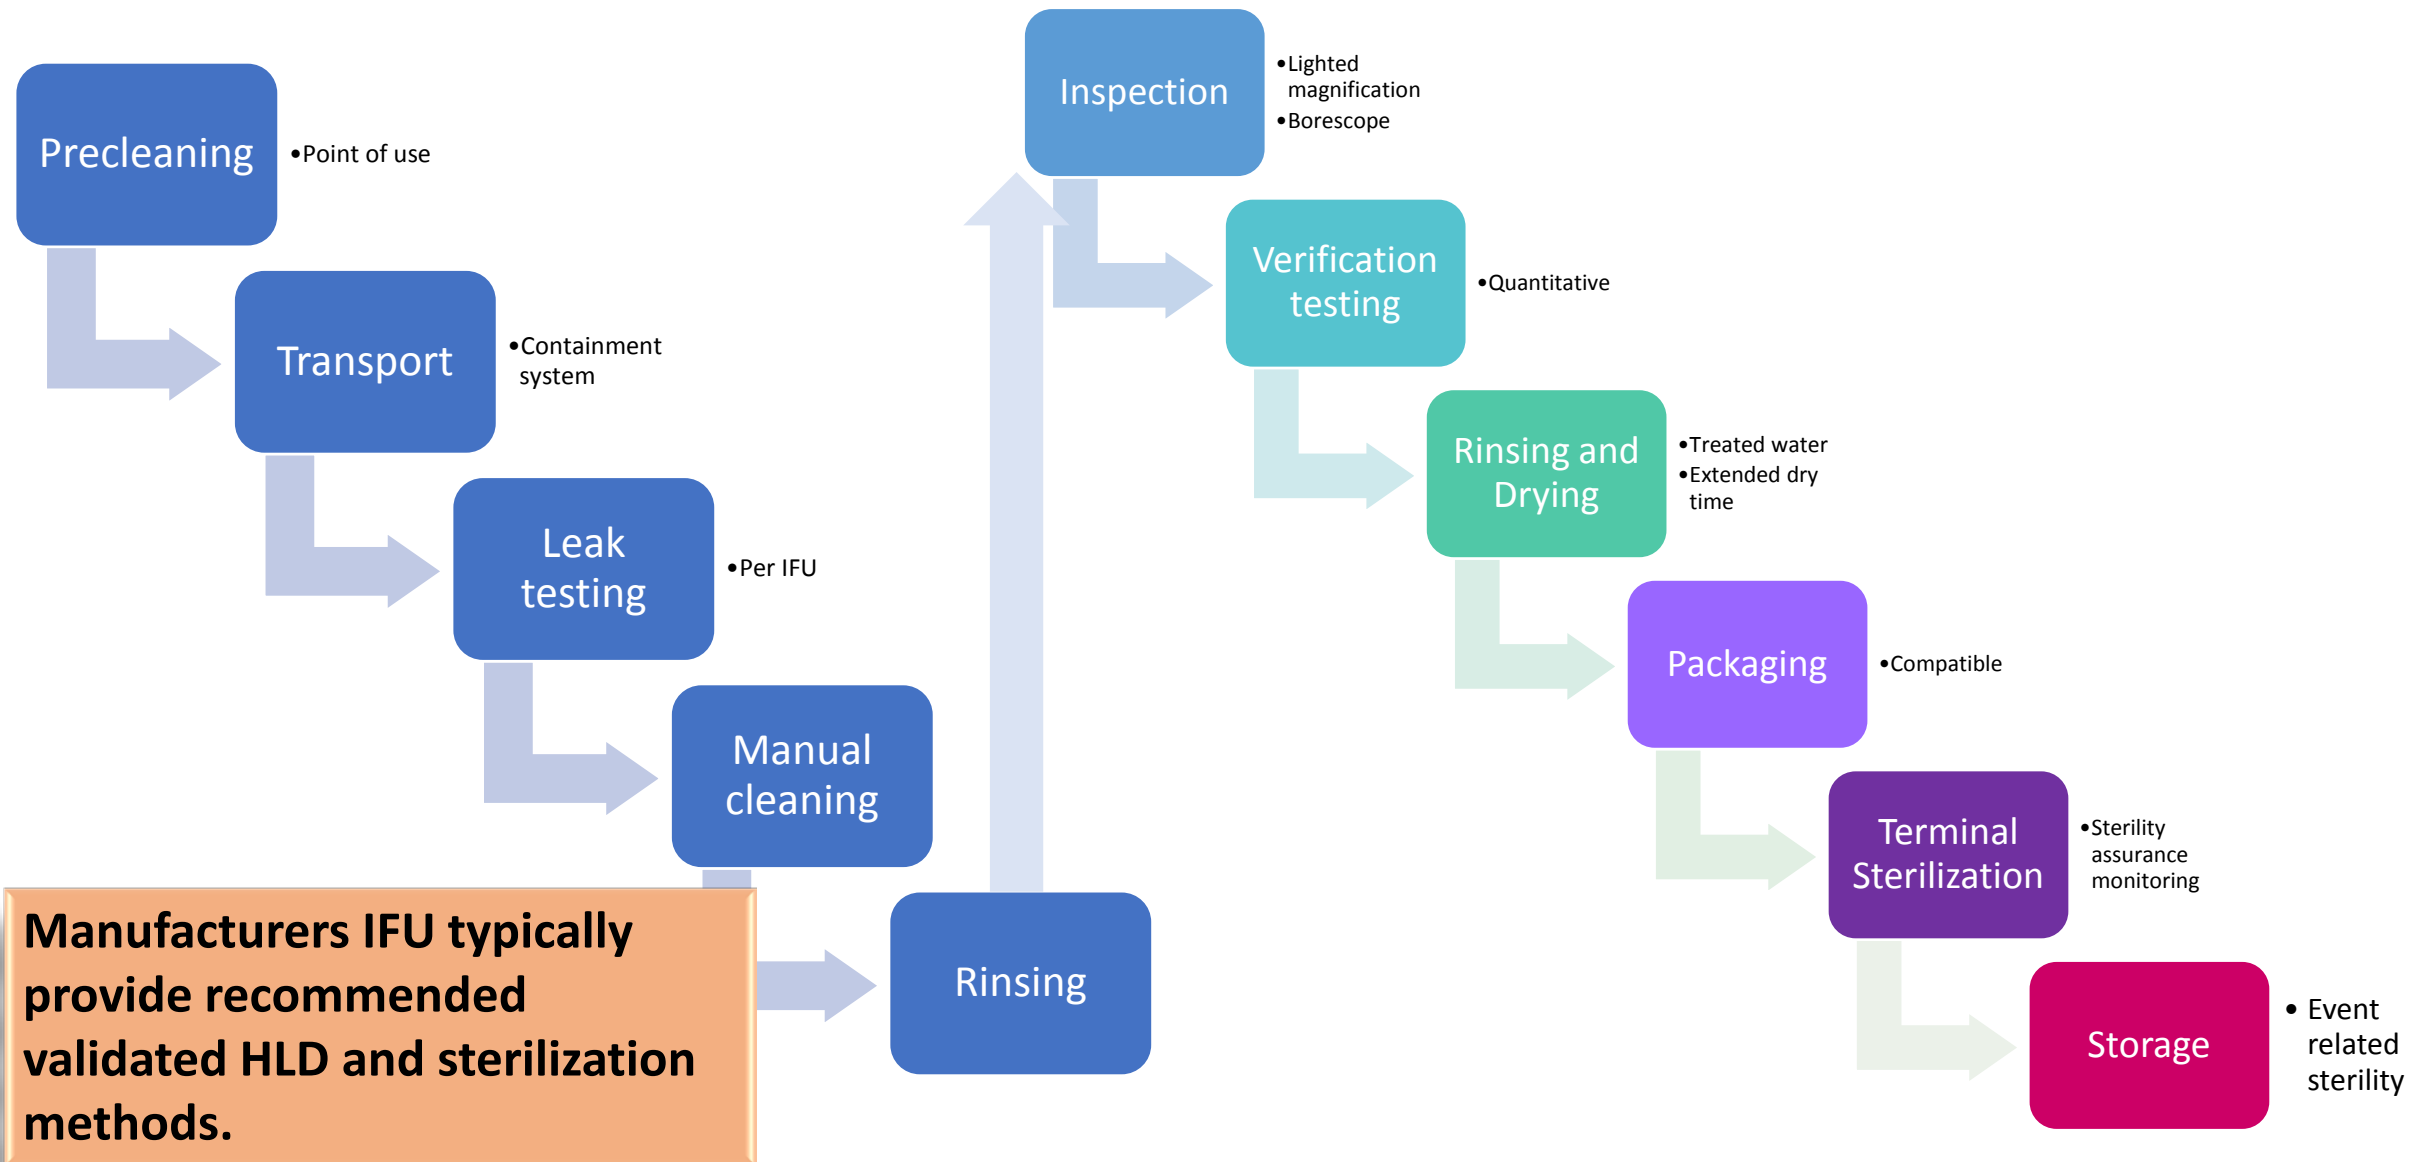 Precleaning
•Point of use
Transport
•Containment
system
Leak
testing
•Per IFU
Manual
cleaning
Rinsing
Manufacturers IFU typically
provide recommended
validated HLD and sterilization
methods.
Inspection
•Lighted
magnification
•Borescope
Verification
testing
•Quantitative
Rinsing and
Drying
•Treated water
•Extended dry
time
Packaging
•Compatible
Terminal
Sterilization
•Sterility
assurance
monitoring
Storage
• Event
related
sterility